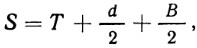 S = T + d/2 + B/2,